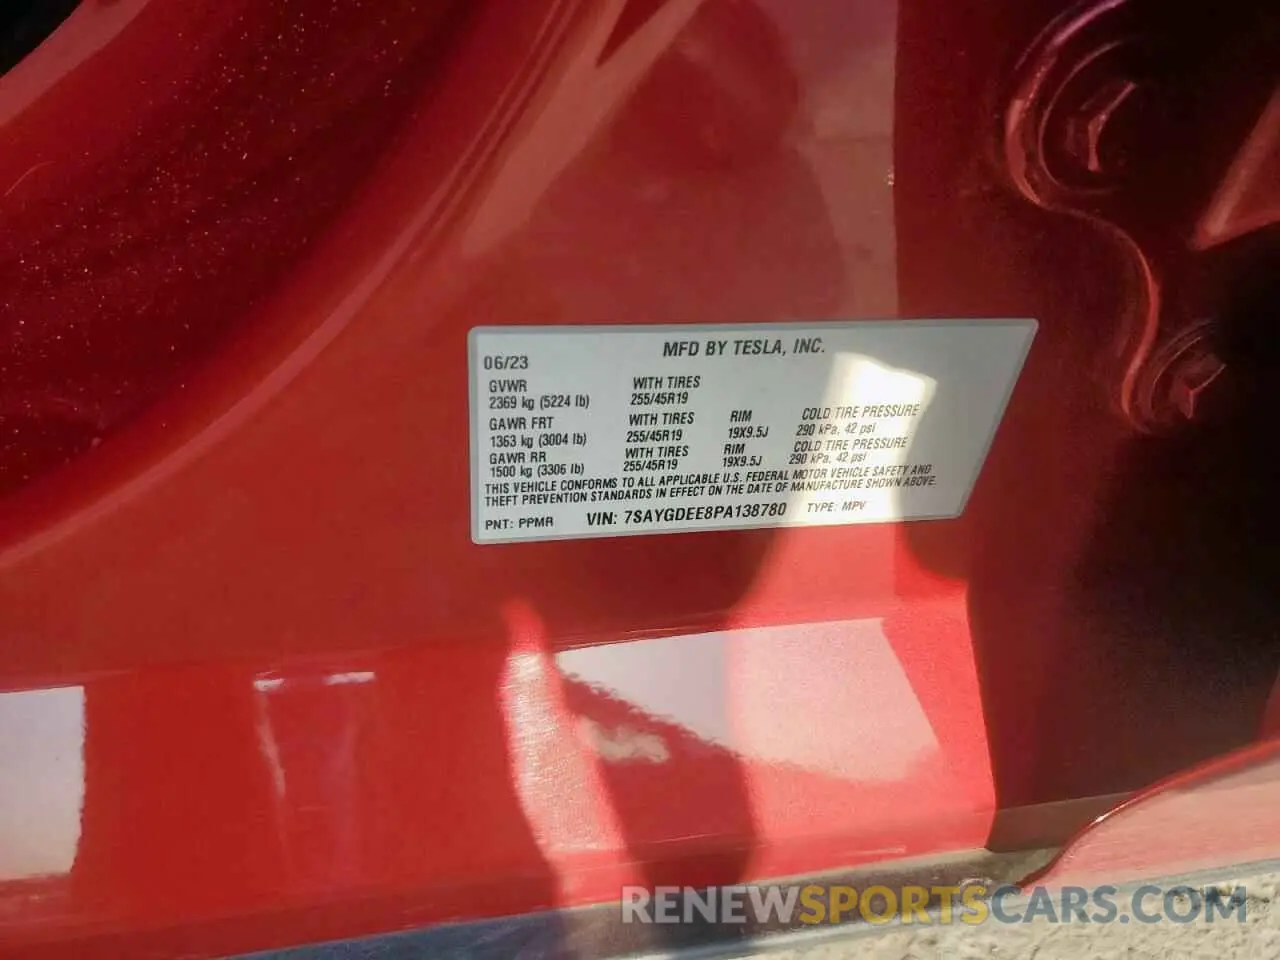 06/23 MFD BY TESLA, INC.
GVWR WITH TIRES
2369 kg (5224 lb) 255/45R19
GAWR FRT WITH TIRES RIM COLD TIRE PRESSURE
1363 kg (3004 lb) 255/45R19 19X9.5J 290 kPa, 42 psi
GAWR RR WITH TIRES RIM COLD TIRE PRESSURE
1500 kg (3306 lb) 255/45R19 19X9.5J 290 kPa, 42 psi
THIS VEHICLE CONFORMS TO ALL APPLICABLE U.S. FEDERAL MOTOR VEHICLE SAFETY AND
THEFT PREVENTION STANDARDS IN EFFECT ON THE DATE OF MANUFACTURE SHOWN ABOVE.
PNT: PPMR VIN: 7SAYGDEE8PA138780 TYPE: MPV
RENEWSPORTSCARS.COM